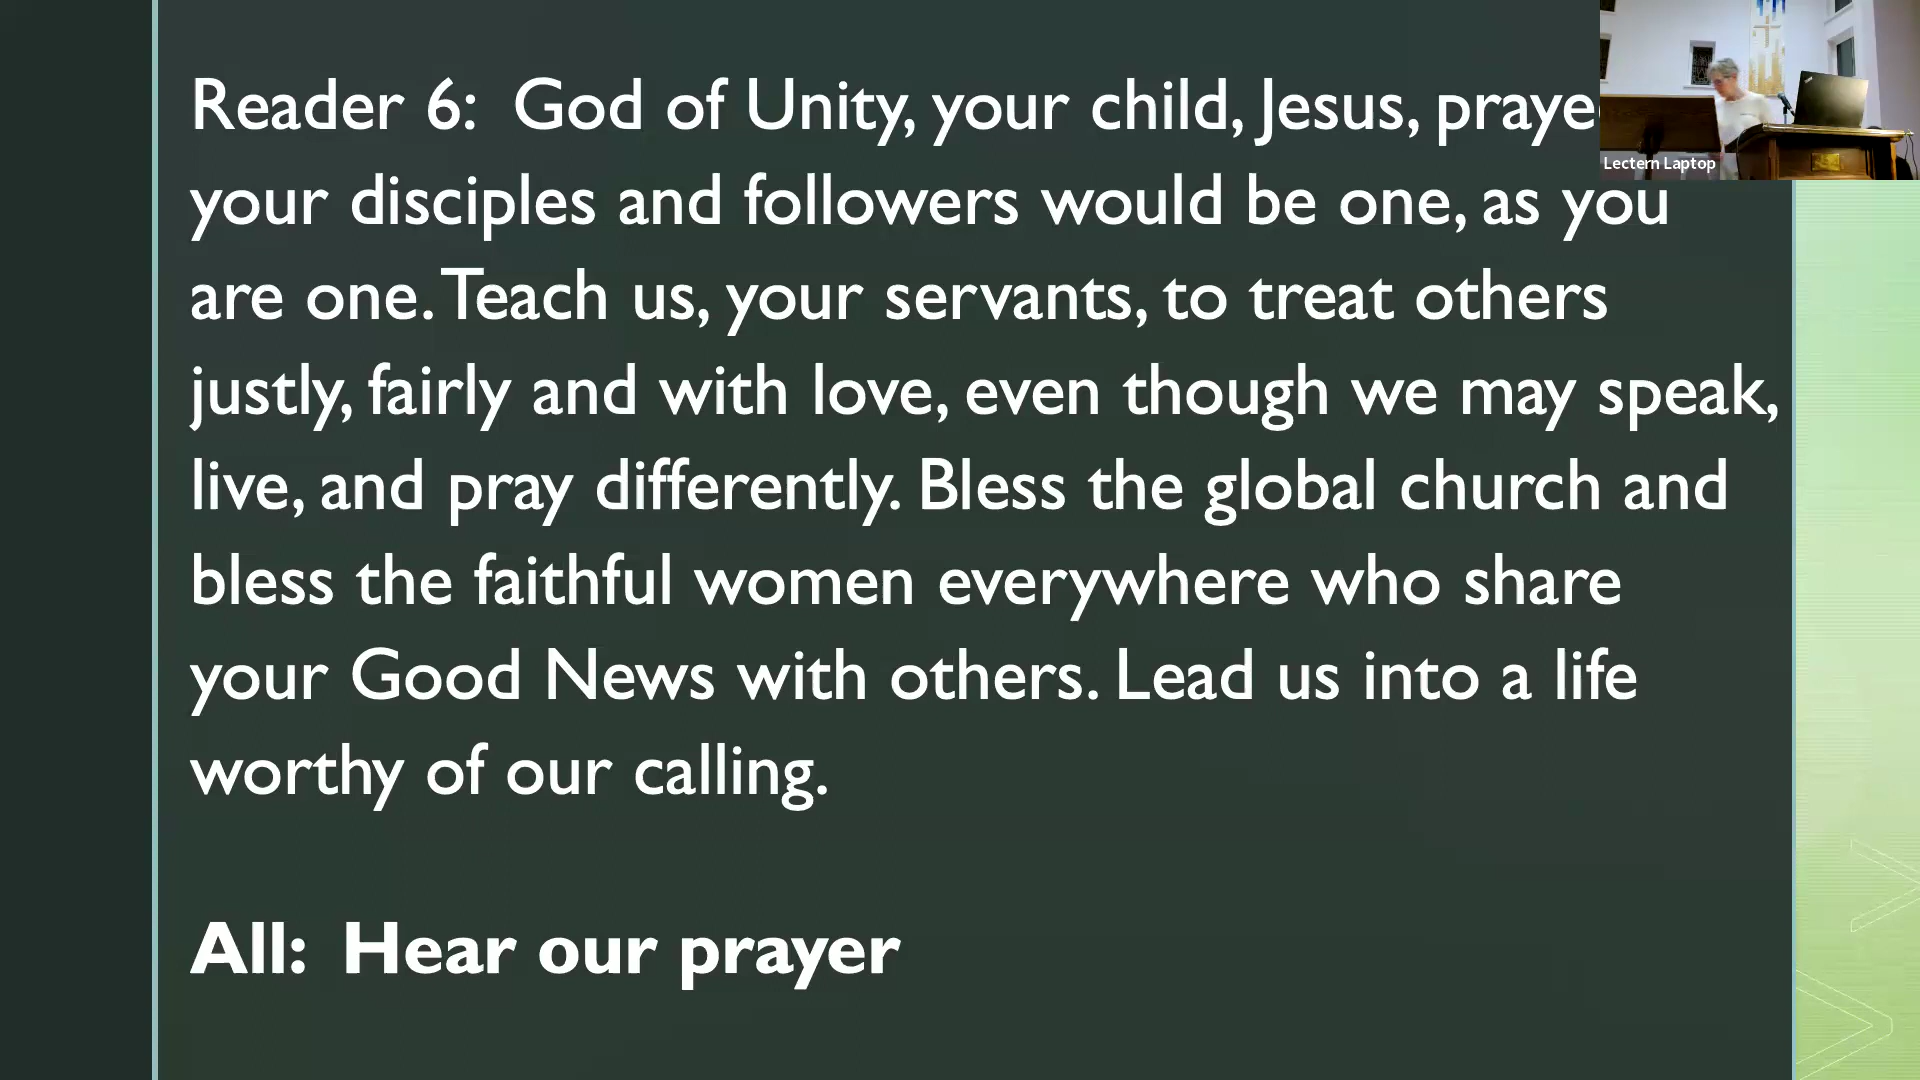 Reader 6:  God of Unity, your child, Jesus,
your disciples and followers would be one, as you
are one. Teach us, your servants, to treat others
justly, fairly and with love, even though we may speak,
live, and pray differently. Bless the global church and
bless the faithful women everywhere who share
your Good News with others. Lead us into a life
worthy of our calling.
All:  Hear our prayer
Lectern Laptop